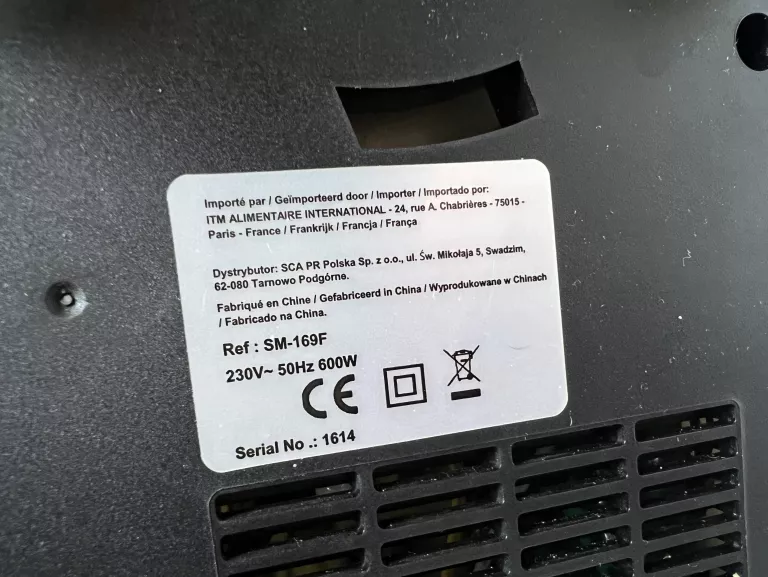 Importé par / Geïmporteerd door / Importer / Importado por:
ITM ALIMENTAIRE INTERNATIONAL - 24, rue A. Chabrières - 75015 -
Paris - France / Frankrijk / Francja / França
Dystrybutor: SCA PR Polska Sp. z o.o., ul. Św. Mikołaja 5, Swadzim,
62-080 Tarnowo Podgórne.
Fabriqué en Chine / Gefabriceerd in China / Wyprodukowane w Chinach
/ Fabricado na China.
Ref : SM-169F
230V~ 50Hz 600W
CE
Serial No .: 1614